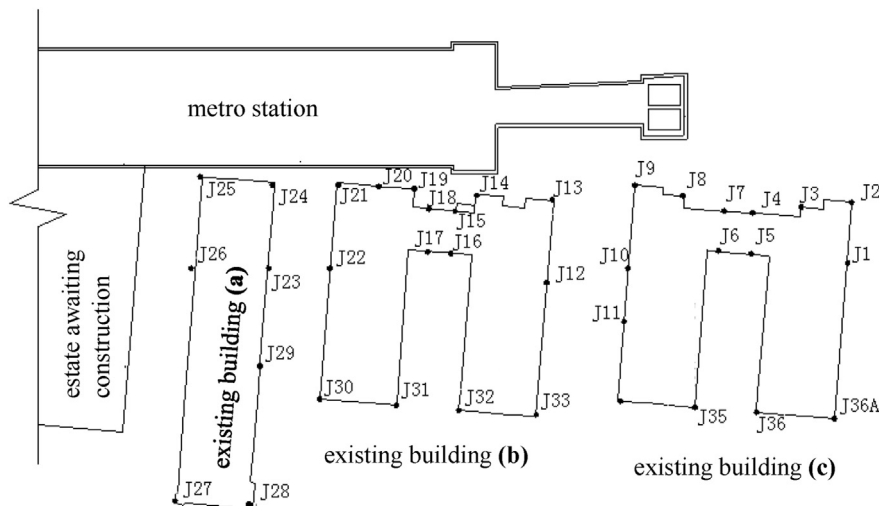 metro station
J25
J24
J26
J23
J29
J27
J28
existing building (a)
estate awaiting
construction
J20
J21
J19
J18
J15
J14
J13
J17
J16
J22
J12
J30
J31
J32
J33
existing building (b)
J9
J8
J7
J4
J3
J2
J6
J5
J1
J10
J11
J35
J36
J36A
existing building (c)